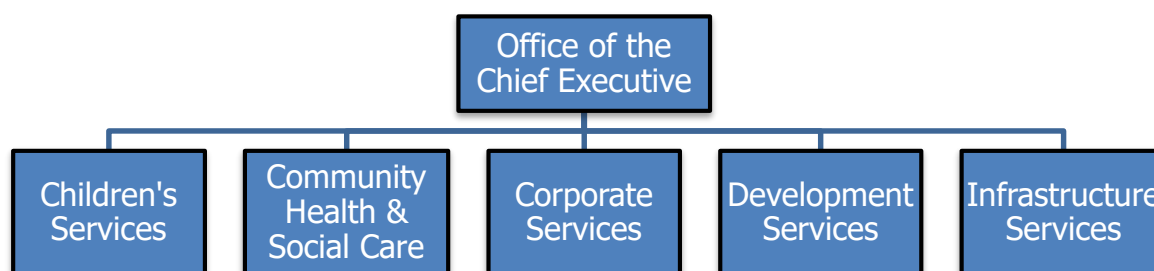 Office of the
Chief Executive
Children's
Services
Community
Health &
Social Care
Corporate
Services
Development
Services
Infrastructure
Services